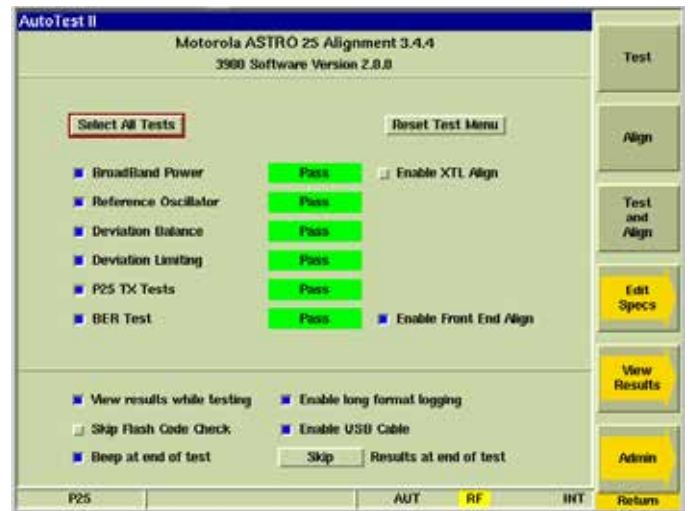 AutoTest II
Motorola ASTRO 25 Alignment 3.4.4
3900 Software Version 2.0.0
Select All Tests
Reset Test Menu
BroadBand Power Pass Enable XTL Align
Reference Oscillator Pass
Deviation Balance Pass
Deviation Limiting Pass
P25 TX Tests Pass
BER Test Pass Enable Front End Align
View results while testing Enable long format logging
Skip Flash Code Check Enable USB Cable
Beep at end of test Skip Results at end of test
P25 AUT RF INT
Test
Align
Test
and
Align
Edit
Specs
View
Results
Admin
Return